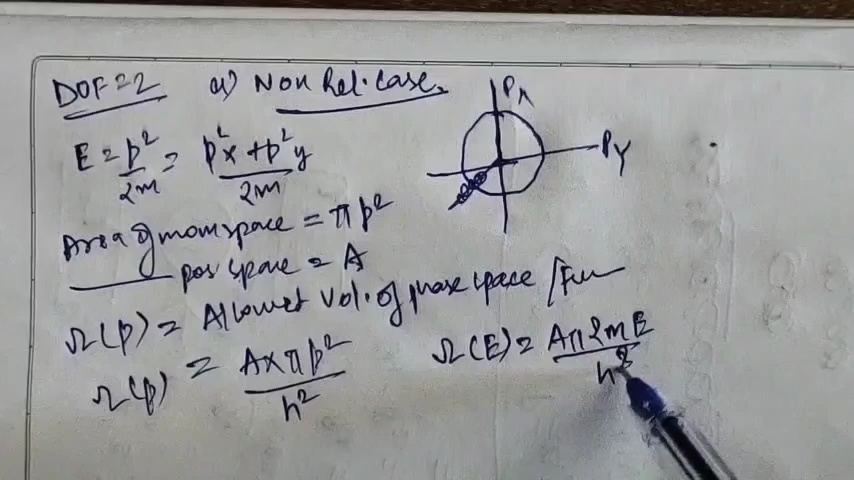 DOF=2 a) Non Rel. case.
Px
Py
E = p²/2m = p²x + p²y / 2m
Area of mom space = πp²
pos space = A
Ω(p) = Allowed Vol. of phase space /
Ω(p) = A×πp² / h²
Ω(E) = Aπ2mE / h²